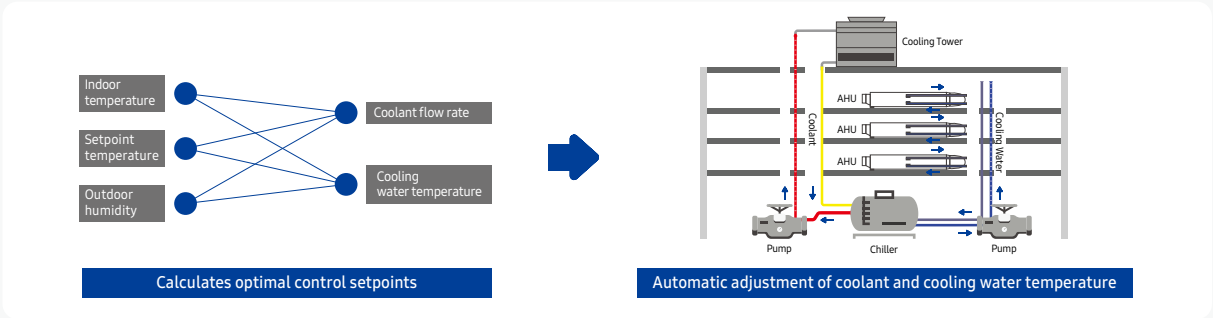 Indoor
temperature
Setpoint
temperature
Outdoor
humidity
Coolant flow rate
Cooling
water temperature
Calculates optimal control setpoints
Cooling Tower
AHU
AHU
AHU
Coolant
Cooling Water
Pump
Chiller
Pump
Automatic adjustment of coolant and cooling water temperature